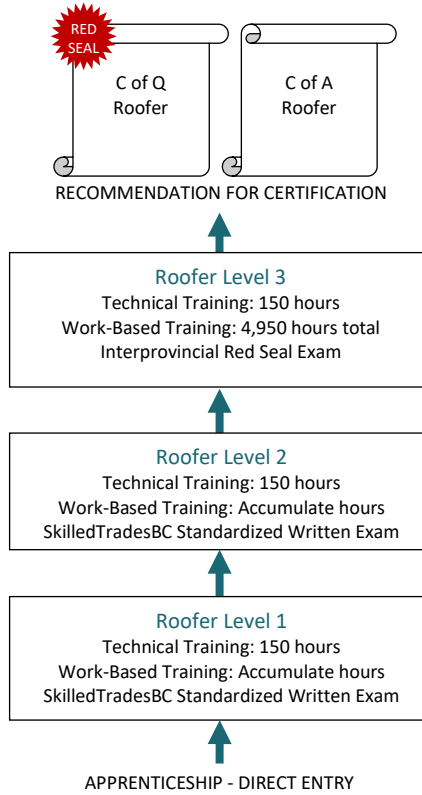 RED
SEAL
C of Q
Roofer
C of A
Roofer
RECOMMENDATION FOR CERTIFICATION
Roofer Level 3
Technical Training: 150 hours
Work-Based Training: 4,950 hours total
Interprovincial Red Seal Exam
Roofer Level 2
Technical Training: 150 hours
Work-Based Training: Accumulate hours
SkilledTradesBC Standardized Written Exam
Roofer Level 1
Technical Training: 150 hours
Work-Based Training: Accumulate hours
SkilledTradesBC Standardized Written Exam
APPRENTICESHIP - DIRECT ENTRY